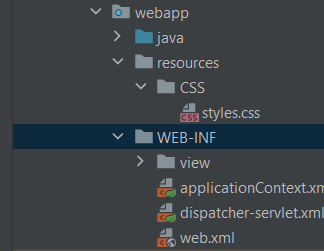 webapp
java
resources
CSS
styles.css
WEB-INF
view
applicationContext.xm
dispatcher-servlet.xml
web.xml